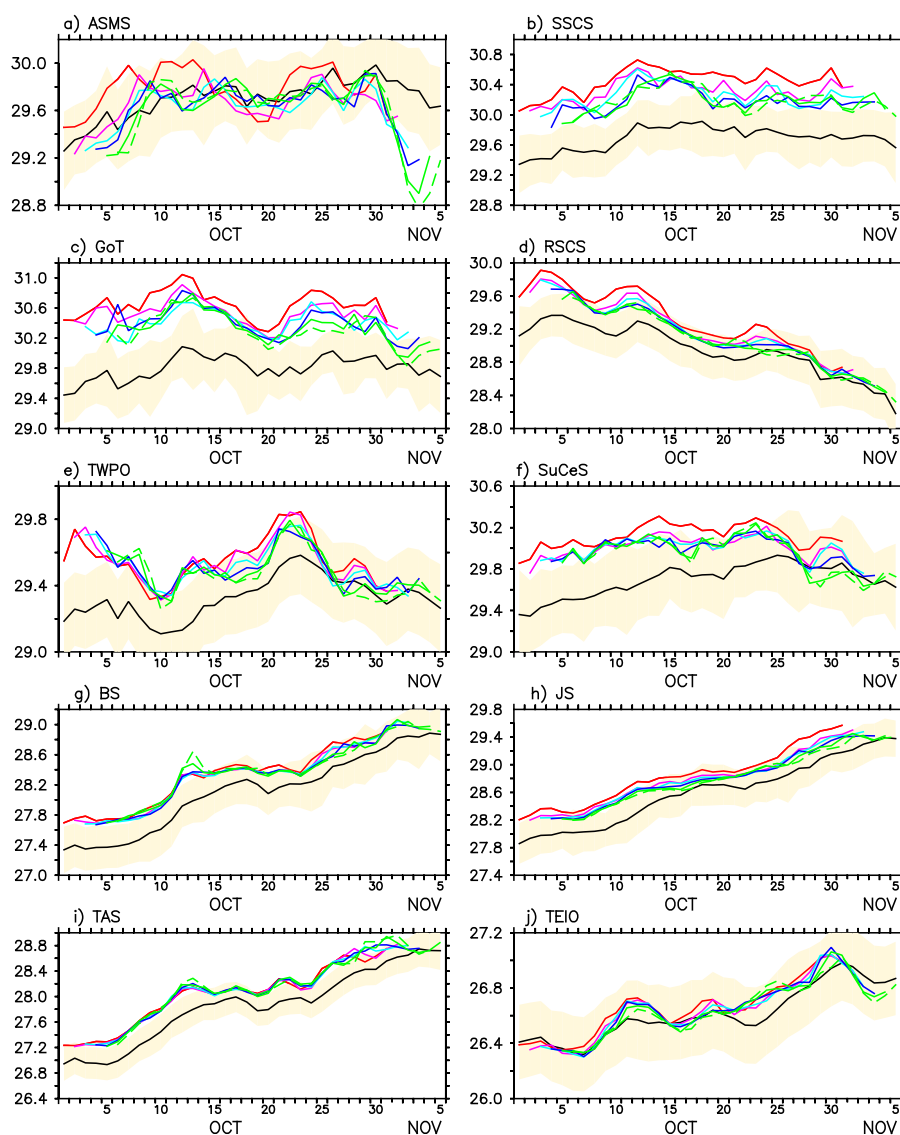 a) ASMS
30.0
29.6
29.2
28.8
5 10 15 20 25 30 5
OCT NOV
b) SSCS
30.8
30.4
30.0
29.6
29.2
28.8
5 10 15 20 25 30 5
OCT NOV
c) GoT
31.0
30.6
30.2
29.8
29.4
29.0
5 10 15 20 25 30 5
OCT NOV
d) RSCS
30.0
29.6
29.2
28.8
28.4
28.0
5 10 15 20 25 30 5
OCT NOV
e) TWPO
29.8
29.4
29.0
5 10 15 20 25 30 5
OCT NOV
f) SuCeS
30.6
30.2
29.8
29.4
29.0
5 10 15 20 25 30 5
OCT NOV
g) BS
29.0
28.6
28.2
27.8
27.4
27.0
5 10 15 20 25 30 5
OCT NOV
h) JS
29.8
29.4
29.0
28.6
28.2
27.8
27.4
5 10 15 20 25 30 5
OCT NOV
i) TAS
28.8
28.4
28.0
27.6
27.2
26.8
26.4
5 10 15 20 25 30 5
OCT NOV
j) TEIO
27.2
26.8
26.4
26.0
5 10 15 20 25 30 5
OCT NOV